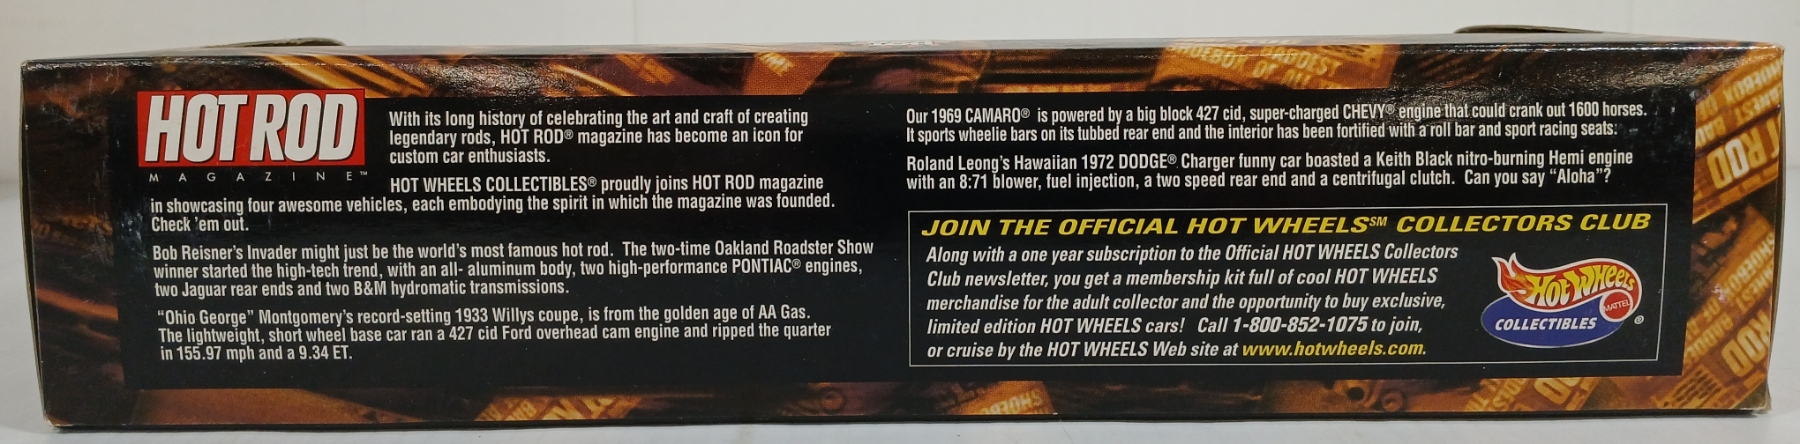 HOT ROD
MAGAZINE™
With its long history of celebrating the art and craft of creating
legendary rods, HOT ROD® magazine has become an icon for
custom car enthusiasts.
HOT WHEELS COLLECTIBLES® proudly joins HOT ROD magazine
in showcasing four awesome vehicles, each embodying the spirit in which the magazine was founded.
Check 'em out.
Bob Reisner's Invader might just be the world's most famous hot rod. The two-time Oakland Roadster Show
winner started the high-tech trend, with an all- aluminum body, two high-performance PONTIAC® engines,
two Jaguar rear ends and two B&M hydromatic transmissions.
"Ohio George" Montgomery's record-setting 1933 Willys coupe, is from the golden age of AA Gas.
The lightweight, short wheel base car ran a 427 cid Ford overhead cam engine and ripped the quarter
in 155.97 mph and a 9.34 ET.
Our 1969 CAMARO® is powered by a big block 427 cid, super-charged CHEVY® engine that could crank out 1600 horses.
It sports wheelie bars on its tubbed rear end and the interior has been fortified with a roll bar and sport racing seats.
Roland Leong's Hawaiian 1972 DODGE® Charger funny car boasted a Keith Black nitro-burning Hemi engine
with an 8:71 blower, fuel injection, a two speed rear end and a centrifugal clutch. Can you say "Aloha"?
JOIN THE OFFICIAL HOT WHEELS℠ COLLECTORS CLUB
Along with a one year subscription to the Official HOT WHEELS Collectors
Club newsletter, you get a membership kit full of cool HOT WHEELS
merchandise for the adult collector and the opportunity to buy exclusive,
limited edition HOT WHEELS cars! Call 1-800-852-1075 to join,
or cruise by the HOT WHEELS Web site at www.hotwheels.com.
Hot Wheels
MATTEL
COLLECTIBLES ®